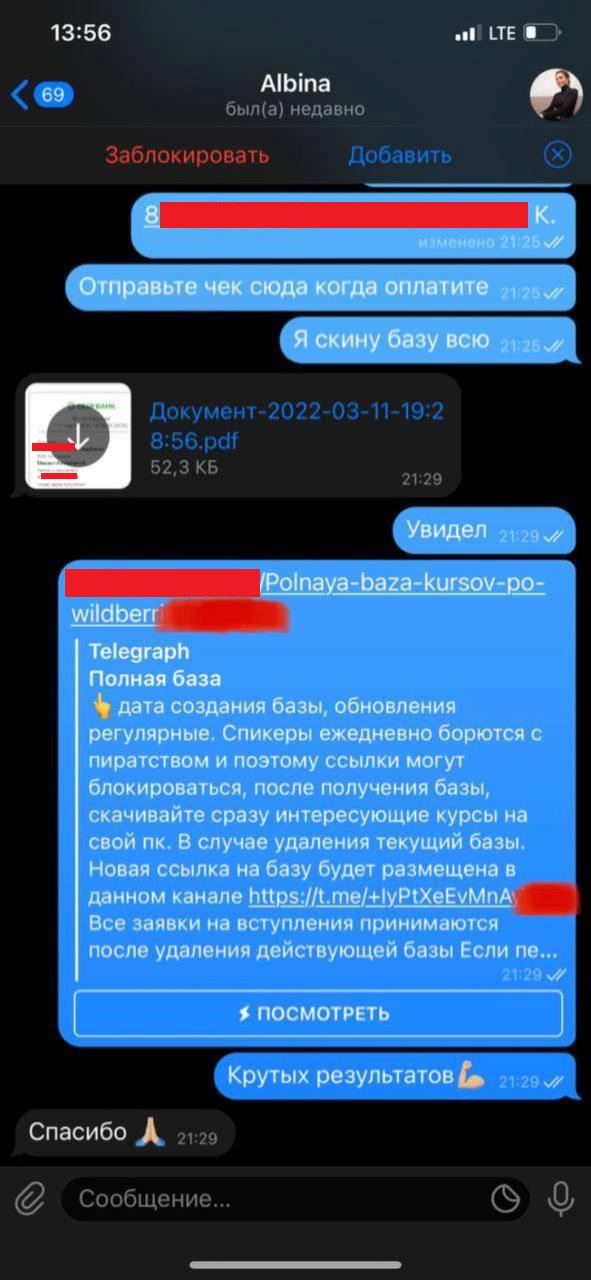 13:56
LTE
69
Albina
был(а) недавно
Заблокировать
Добавить
8
К.
изменено 21:25
Отправьте чек сюда когда оплатите 21:25
Я скину базу всю 21:25
СБЕРБАНК
Документ-2022-03-11-19:2
8:56.pdf
52,3 КБ
21:29
Увидел 21:29
/Polnaya-baza-kursov-po-
wildberri
Telegraph
Полная база
👆 дата создания базы, обновления
регулярные. Спикеры ежедневно борются с
пиратством и поэтому ссылки могут
блокироваться, после получения базы,
скачивайте сразу интересующие курсы на
свой пк. В случае удаления текущий базы.
Новая ссылка на базу будет размещена в
данном канале https://t.me/+IyPtXeEvMnA
Все заявки на вступления принимаются
после удаления действующей базы Если пе...
21:29
ПОСМОТРЕТЬ
Крутых результатов💪🏼 21:29
Спасибо 🙏🏼 21:29
Сообщение...